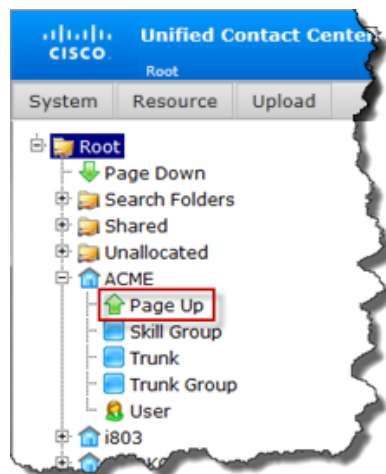 CISCO
Unified Contact Center
Root
System Resource Upload
Root
Page Down
Search Folders
Shared
Unallocated
ACME
Page Up
Skill Group
Trunk
Trunk Group
User
i803